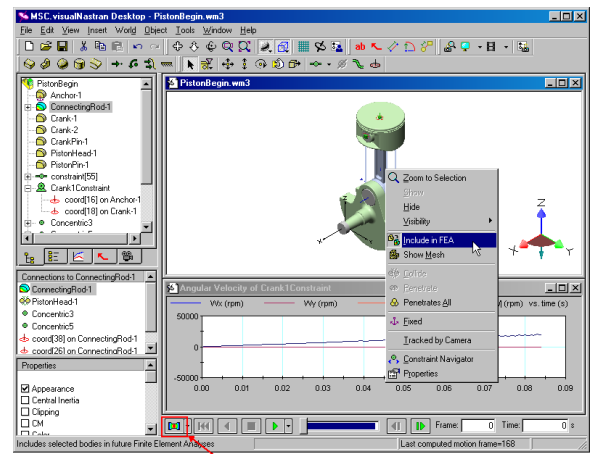 MSC.visualNastran Desktop - PistonBegin.wm3
File Edit View Insert World Object Tools Window Help
PistonBegin
Anchor-1
ConnectingRod-1
Crank-1
Crank-2
CrankPin-1
PistonHead-1
PistonPin-1
constraint[55]
Crank1Constraint
coord[16] on Anchor-1
coord[18] on Crank-1
Concentric3
Connections to ConnectingRod-1
ConnectingRod-1
PistonHead-1
Concentric3
Concentric5
coord[38] on ConnectingRod-1
coord[26] on ConnectingRod-1
Properties
Appearance
Central Inertia
Clipping
CM
Color
PistonBegin.wm3
Z
X
Y
Zoom to Selection
Show
Hide
Visibility
Include in FEA
Show Mesh
Collide
Penetrate
Penetrates All
Fixed
Tracked by Camera
Constraint Navigator
Properties
Angular Velocity of Crank1Constraint
Wx (rpm) Wy (rpm) (rpm) vs. time (s)
50000
0
-50000
0.00 0.01 0.02 0.03 0.04 0.05 0.06 0.07 0.08 0.09
Frame: 0 Time: 0 s
Includes selected bodies in future Finite Element Analyses
Last computed motion frame=168